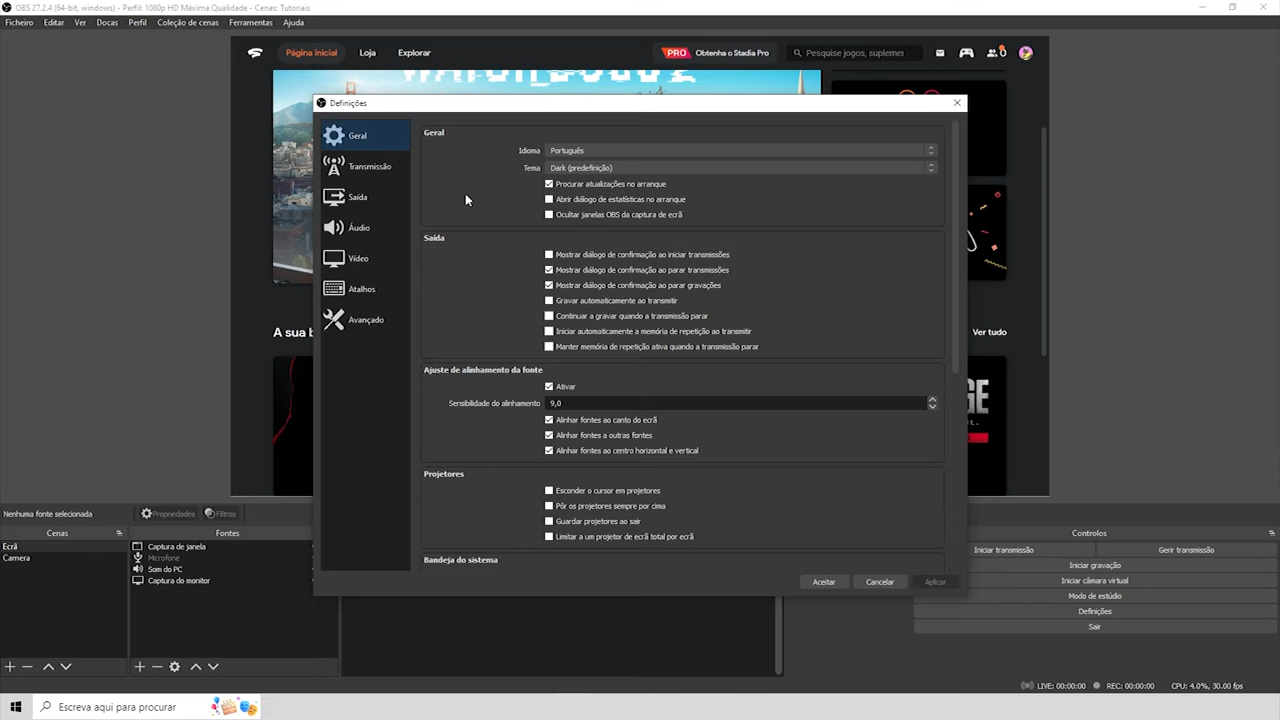 OBS 27.2.4 (64-bit, windows) - Perfil: 1080p HD Máxima Qualidade - Cenas: Tutoriais
Ficheiro Editar Ver Docas Perfil Coleção de cenas Ferramentas Ajuda
Página inicial Loja Explorar PRO Obtenha o Stadia Pro Pesquise jogos, suplemer 0
Definições
Geral
Transmissão
Saída
Áudio
Vídeo
Atalhos
Avançado
Geral
Idioma Português
Tema Dark (predefinição)
Procurar atualizações no arranque
Abrir diálogo de estatísticas no arranque
Ocultar janelas OBS da captura de ecrã
Saída
Mostrar diálogo de confirmação ao iniciar transmissões
Mostrar diálogo de confirmação ao parar transmissões
Mostrar diálogo de confirmação ao parar gravações
Gravar automaticamente ao transmitir
Continuar a gravar quando a transmissão parar
Iniciar automaticamente a memória de repetição ao transmitir
Manter memória de repetição ativa quando a transmissão parar
Ajuste de alinhamento da fonte
Ativar
Sensibilidade do alinhamento 9,0
Alinhar fontes ao canto do ecrã
Alinhar fontes a outras fontes
Alinhar fontes ao centro horizontal e vertical
Projetores
Esconder o cursor em projetores
Pôr os projetores sempre por cima
Guardar projetores ao sair
Limitar a um projetor de ecrã total por ecrã
Bandeja do sistema
Aceitar Cancelar Aplicar
A sua b
Ver tudo
Nenhuma fonte selecionada Propriedades Filtros
Cenas
Ecrã
Camera
Fontes
Captura de janela
Microfone
Som do PC
Captura do monitor
Controlos
Iniciar transmissão Gerir transmissão
Iniciar gravação
Iniciar câmara virtual
Modo de estúdio
Definições
Sair
LIVE: 00:00:00 REC: 00:00:00 CPU: 4.0%, 30.00 fps
Escreva aqui para procurar